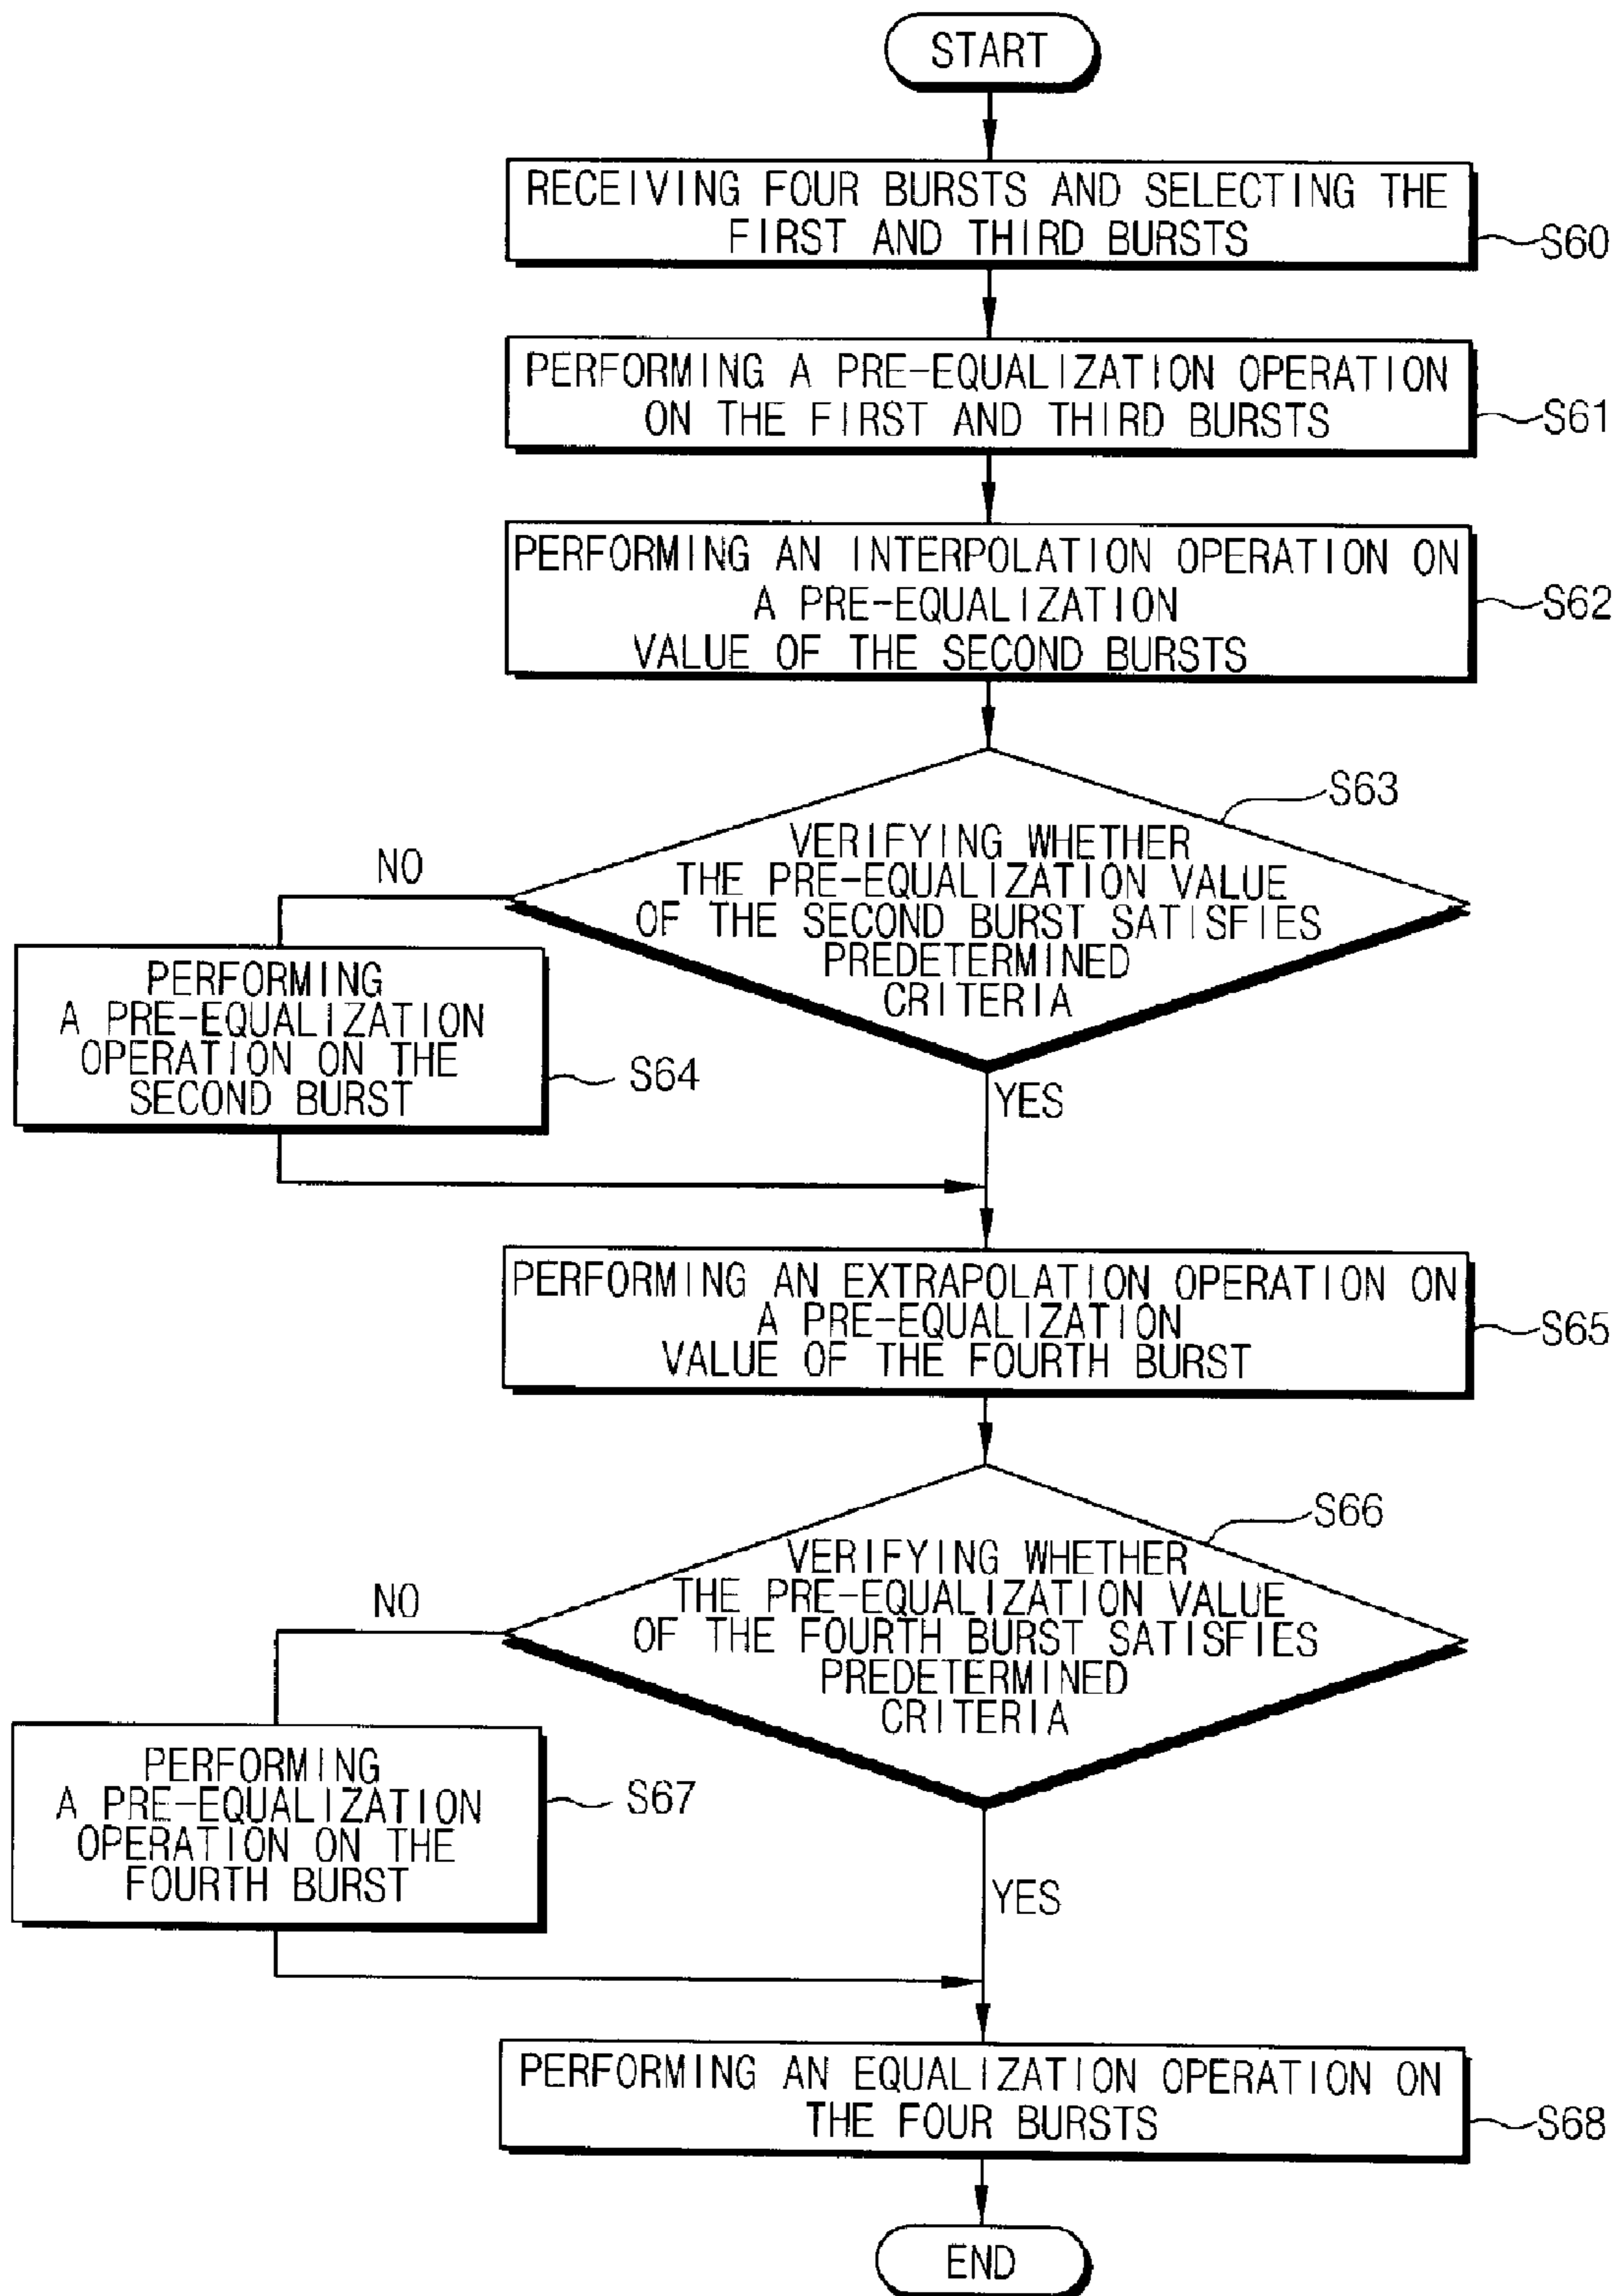 START
RECEIVING FOUR BURSTS AND SELECTING THE
FIRST AND THIRD BURSTS
S60
PERFORMING A PRE-EQUALIZATION OPERATION
ON THE FIRST AND THIRD BURSTS
S61
PERFORMING AN INTERPOLATION OPERATION ON
A PRE-EQUALIZATION
VALUE OF THE SECOND BURSTS
S62
S63
VERIFYING WHETHER
THE PRE-EQUALIZATION VALUE
OF THE SECOND BURST SATISFIES
PREDETERMINED
CRITERIA
NO
PERFORMING
A PRE-EQUALIZATION
OPERATION ON THE
SECOND BURST
S64
YES
PERFORMING AN EXTRAPOLATION OPERATION ON
A PRE-EQUALIZATION
VALUE OF THE FOURTH BURST
S65
S66
VERIFYING WHETHER
THE PRE-EQUALIZATION VALUE
OF THE FOURTH BURST SATISFIES
PREDETERMINED
CRITERIA
NO
PERFORMING
A PRE-EQUALIZATION
OPERATION ON THE
FOURTH BURST
S67
YES
PERFORMING AN EQUALIZATION OPERATION ON
THE FOUR BURSTS
S68
END